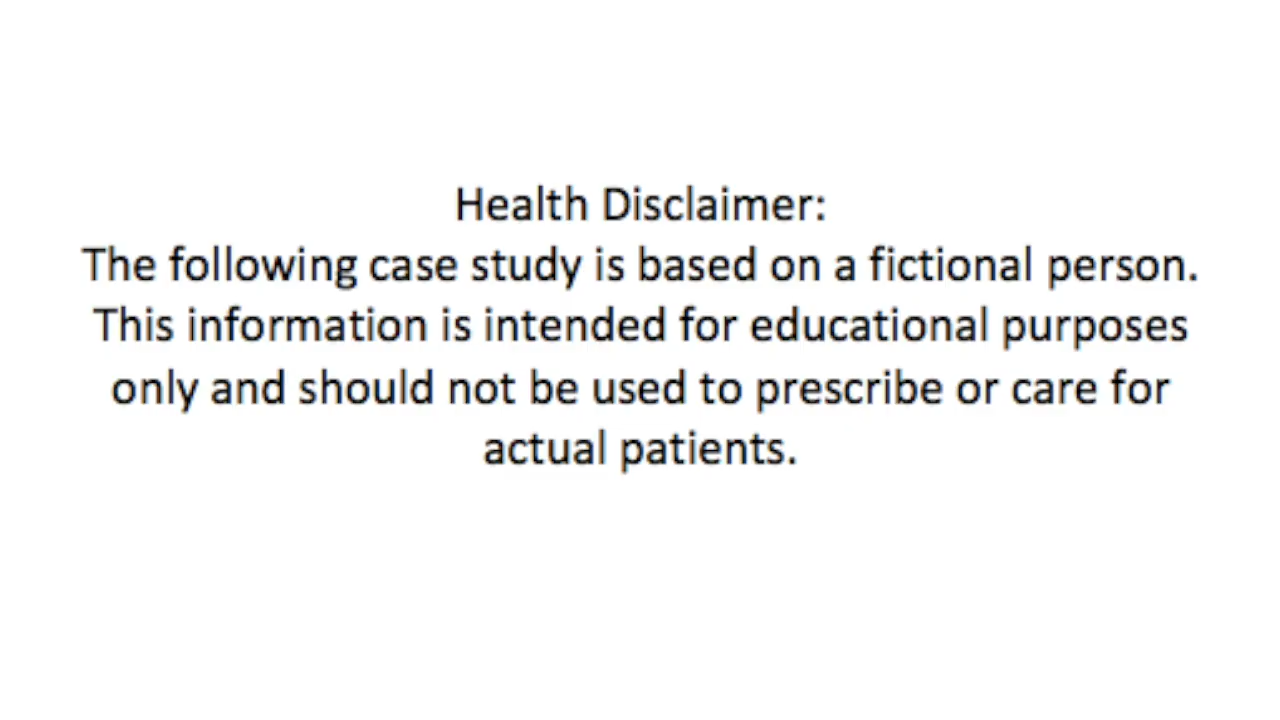 Health Disclaimer:
The following case study is based on a fictional person.
This information is intended for educational purposes
only and should not be used to prescribe or care for
actual patients.